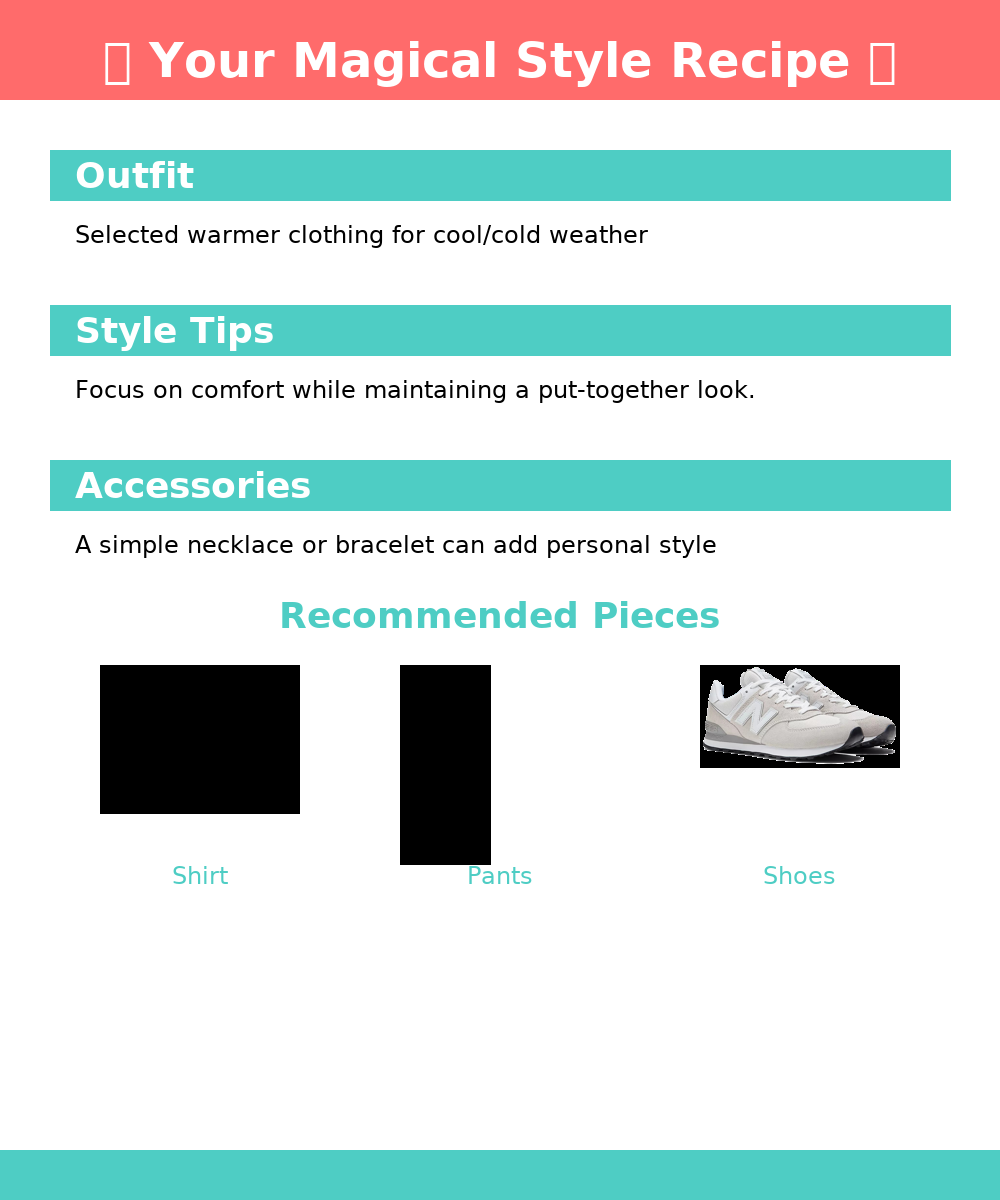 Your Magical Style Recipe
Outfit
Selected warmer clothing for cool/cold weather
Style Tips
Focus on comfort while maintaining a put-together look.
Accessories
A simple necklace or bracelet can add personal style
Recommended Pieces
N
Shirt
Pants
Shoes